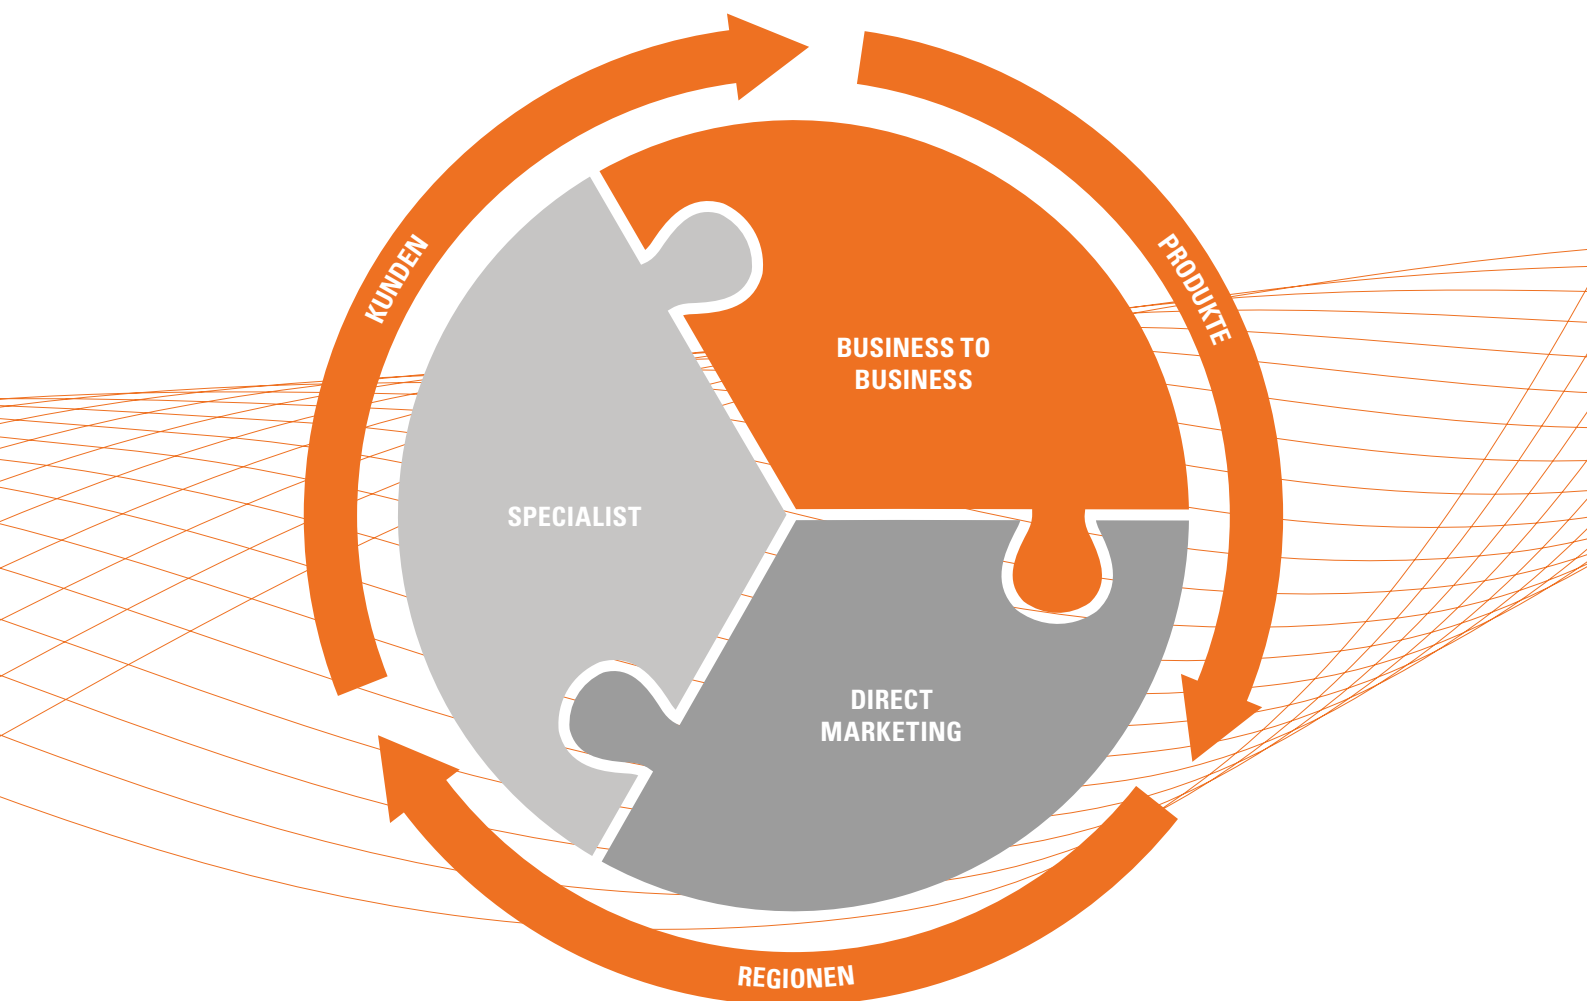 KUNDEN
PRODUKTE
BUSINESS TO
BUSINESS
SPECIALIST
DIRECT
MARKETING
REGIONEN